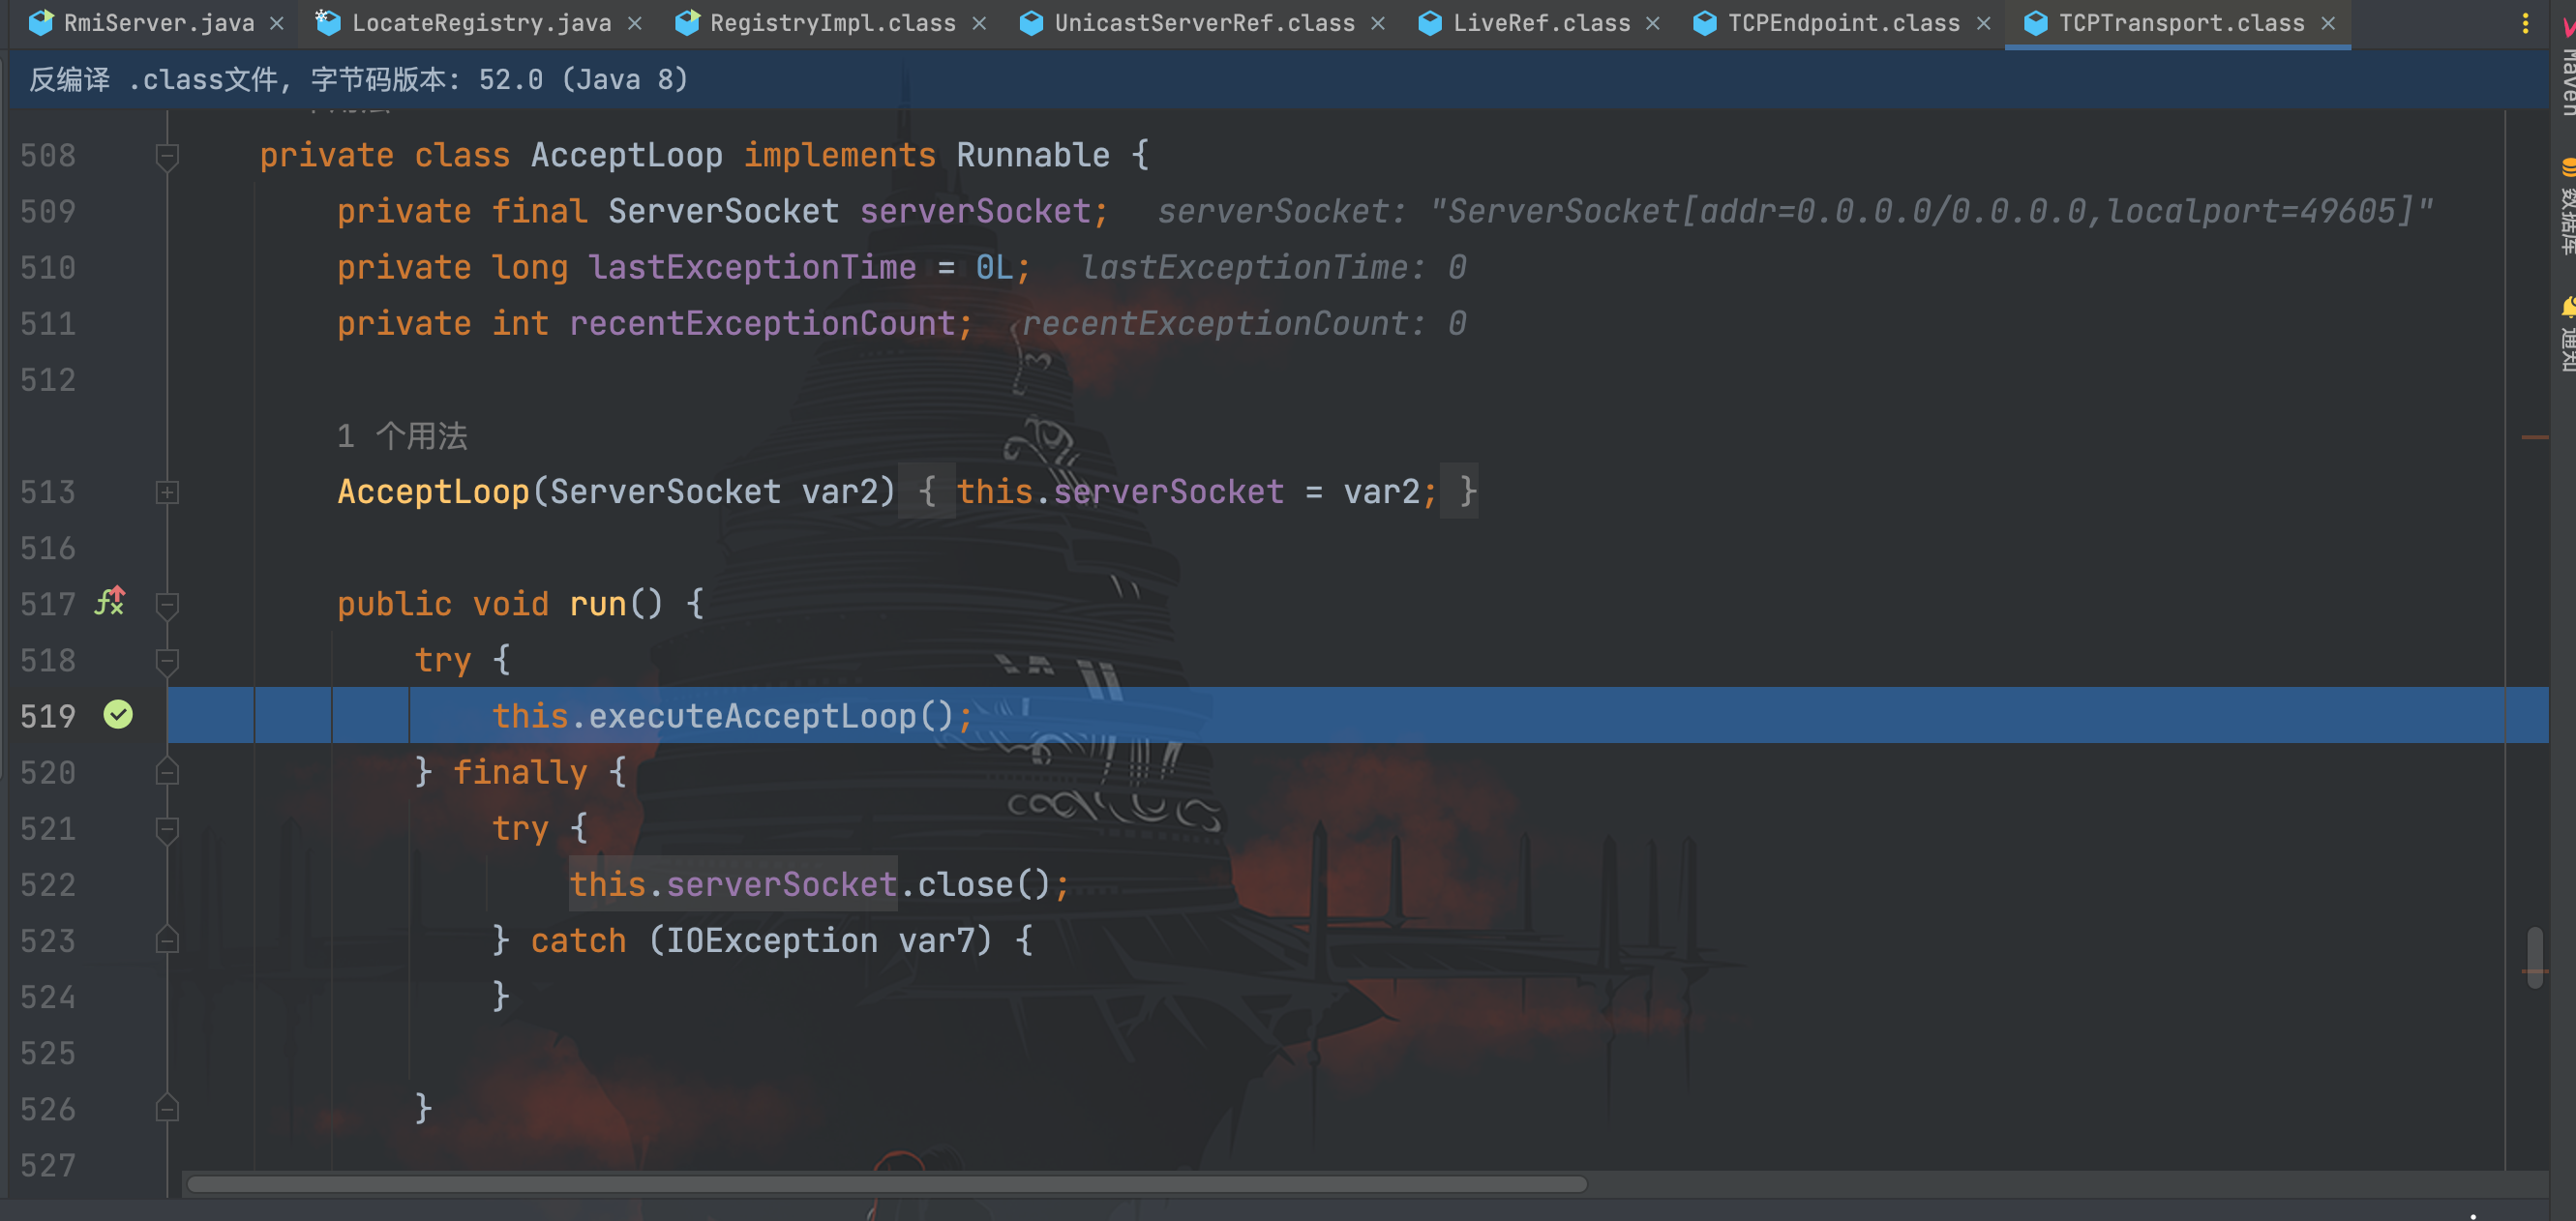 RmiServer.java LocateRegistry.java RegistryImpl.class UnicastServerRef.class LiveRef.class TCPEndpoint.class TCPTransport.class
反编译 .class文件, 字节码版本: 52.0 (Java 8)
508 private class AcceptLoop implements Runnable {
509 private final ServerSocket serverSocket; serverSocket: "ServerSocket[addr=0.0.0.0/0.0.0.0,localport=49605]"
510 private long lastExceptionTime = 0L; lastExceptionTime: 0
511 private int recentExceptionCount; recentExceptionCount: 0
512
1 个用法
513 AcceptLoop(ServerSocket var2) { this.serverSocket = var2; }
516
517 public void run() {
518 try {
519 this.executeAcceptLoop();
520 } finally {
521 try {
522 this.serverSocket.close();
523 } catch (IOException var7) {
524 }
525
526 }
527
Maven
数据库
通知